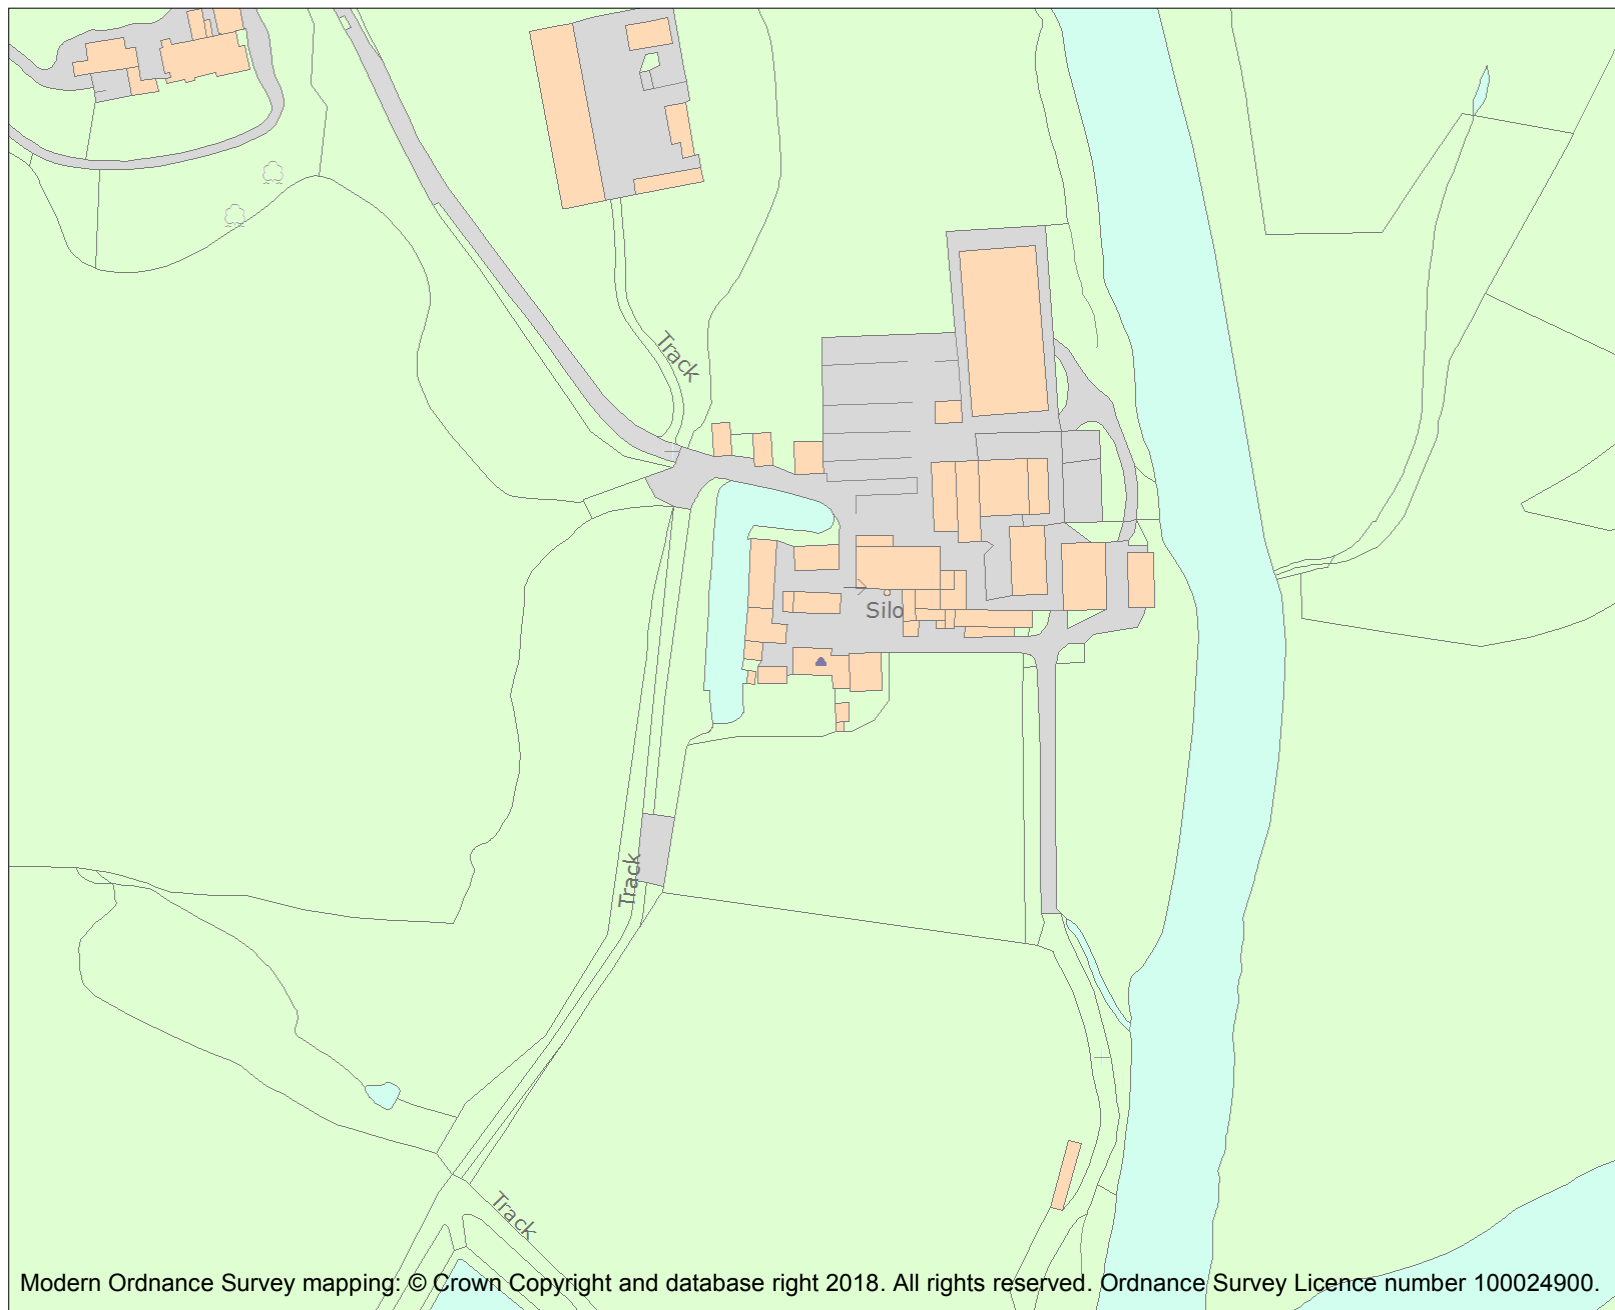 Track
Silo
Track
Track
Modern Ordnance Survey mapping: © Crown Copyright and database right 2018. All rights reserved. Ordnance Survey Licence number 100024900.